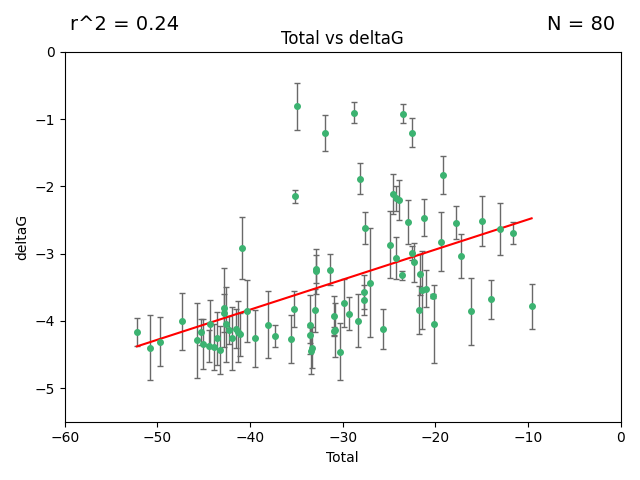 r^2 = 0.24
N = 80
Total vs deltaG
0
−1
−2
−3
−4
−5
deltaG
−60
−50
−40
−30
−20
−10
0
Total